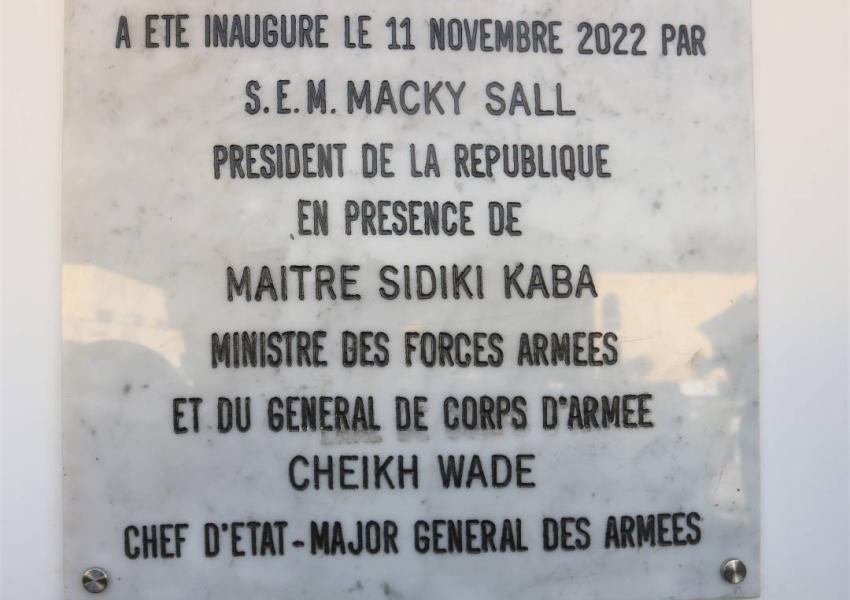 A ETE INAUGURE LE 11 NOVEMBRE 2022 PAR
S.E.M. MACKY SALL
PRESIDENT DE LA REPUBLIQUE
EN PRESENCE DE
MAITRE SIDIKI KABA
MINISTRE DES FORCES ARMEES
ET DU GENERAL DE CORPS D'ARMEE
CHEIKH WADE
CHEF D'ETAT-MAJOR GENERAL DES ARMEES